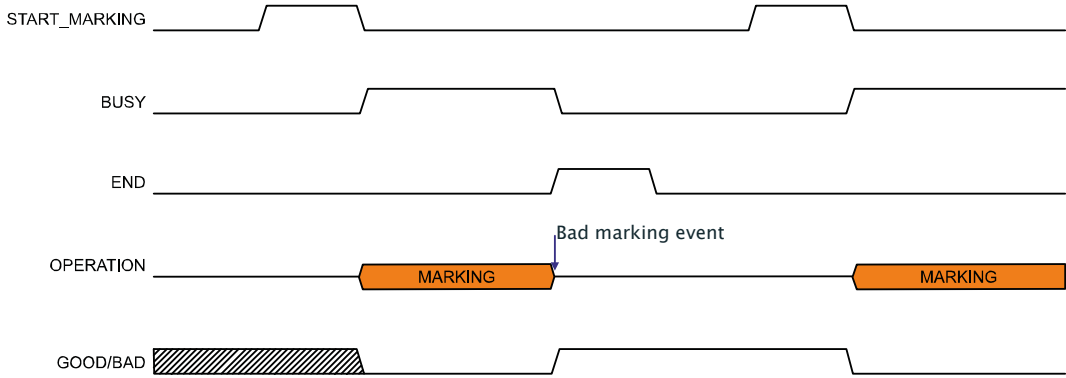 START_MARKING
BUSY
END
Bad marking event
OPERATION
MARKING
MARKING
GOOD/BAD